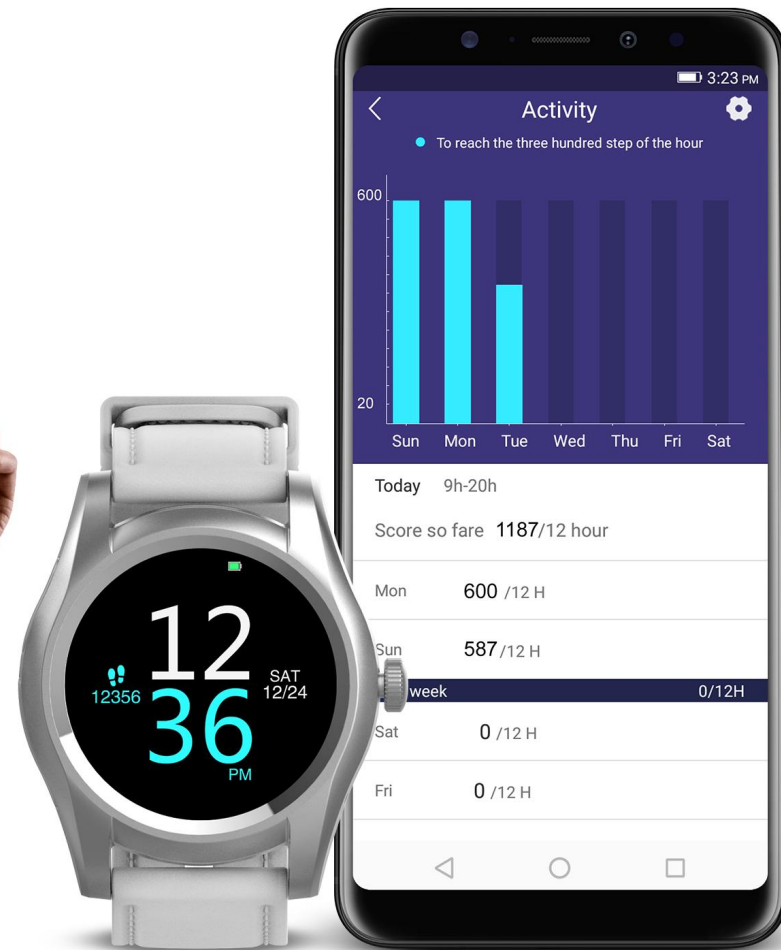 3:23 PM
Activity
To reach the three hundred step of the hour
600
20
Sun Mon Tue Wed Thu Fri Sat
Today 9h-20h
Score so fare 1187/12 hour
Mon 600 /12 H
Sun 587/12 H
week 0/12H
Sat 0 /12 H
Fri 0 /12 H
12
36
PM
12356
SAT
12/24